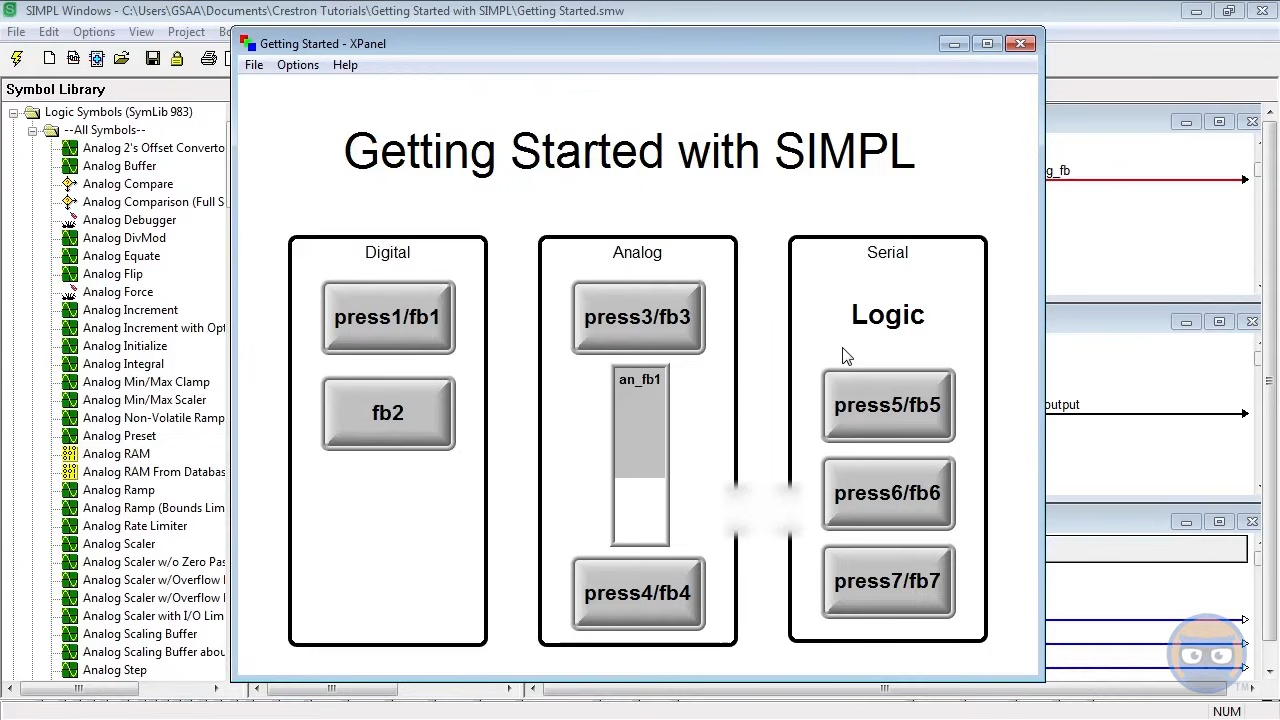 SIMPL Windows - C:\Users\GSAA\Documents\Crestron Tutorials\Getting Started with SIMPL\Getting Started.smw
File Edit Options View Project Bo
Getting Started - XPanel
File Options Help
Symbol Library
Logic Symbols (SymLib 983)
--All Symbols--
Analog 2's Offset Converto
Analog Buffer
Analog Compare
Analog Comparison (Full S
Analog Debugger
Analog DivMod
Analog Equate
Analog Flip
Analog Force
Analog Increment
Analog Increment with Opt
Analog Initialize
Analog Integral
Analog Min/Max Clamp
Analog Min/Max Scaler
Analog Non-Volatile Ramp
Analog Preset
Analog RAM
Analog RAM From Databas
Analog Ramp
Analog Ramp (Bounds Lim
Analog Rate Limiter
Analog Scaler
Analog Scaler w/o Zero Pas
Analog Scaler w/Overflow
Analog Scaler w/Overflow
Analog Scaler with I/O Lim
Analog Scaling Buffer
Analog Scaling Buffer abou
Analog Step
Getting Started with SIMPL
Digital
press1/fb1
fb2
Analog
press3/fb3
an_fb1
press4/fb4
Serial
Logic
press5/fb5
press6/fb6
press7/fb7
g_fb
output
TM
NUM